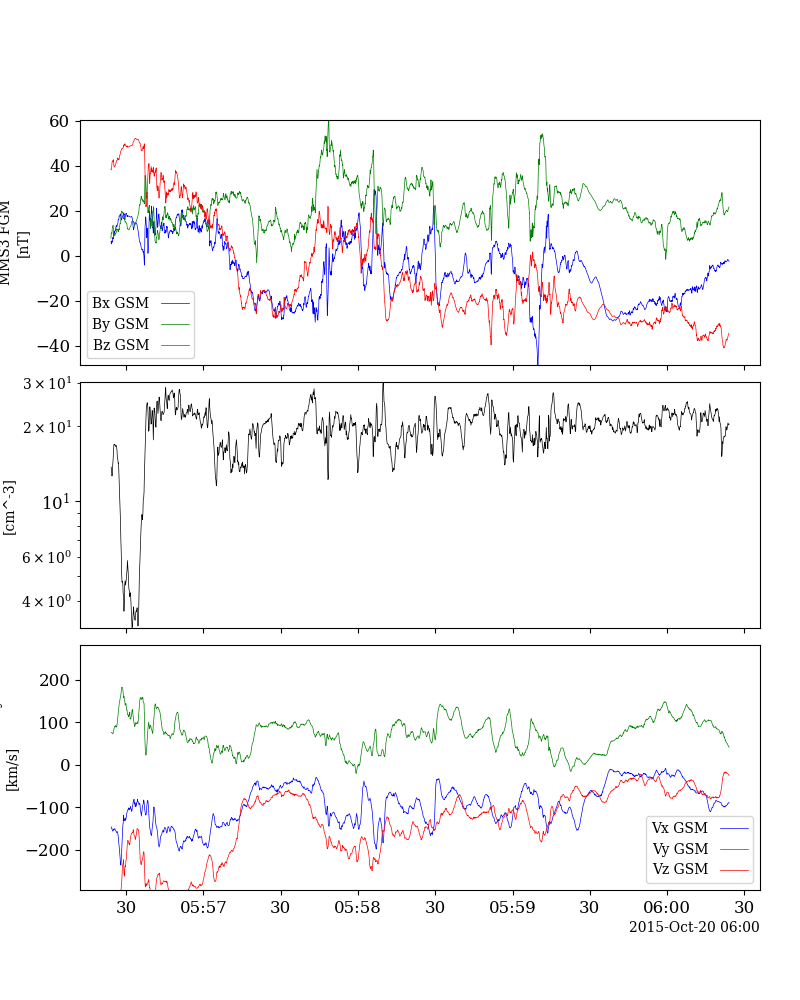 60
40
20
0
−20
−40
MMS3 FGM
[nT]
Bx GSM
By GSM
Bz GSM
3 × 10¹
2 × 10¹
10¹
6 × 10⁰
4 × 10⁰
[cm^-3]
200
100
0
−100
−200
[km/s]
Vx GSM
Vy GSM
Vz GSM
30 05:57 30 05:58 30 05:59 30 06:00 30
2015-Oct-20 06:00